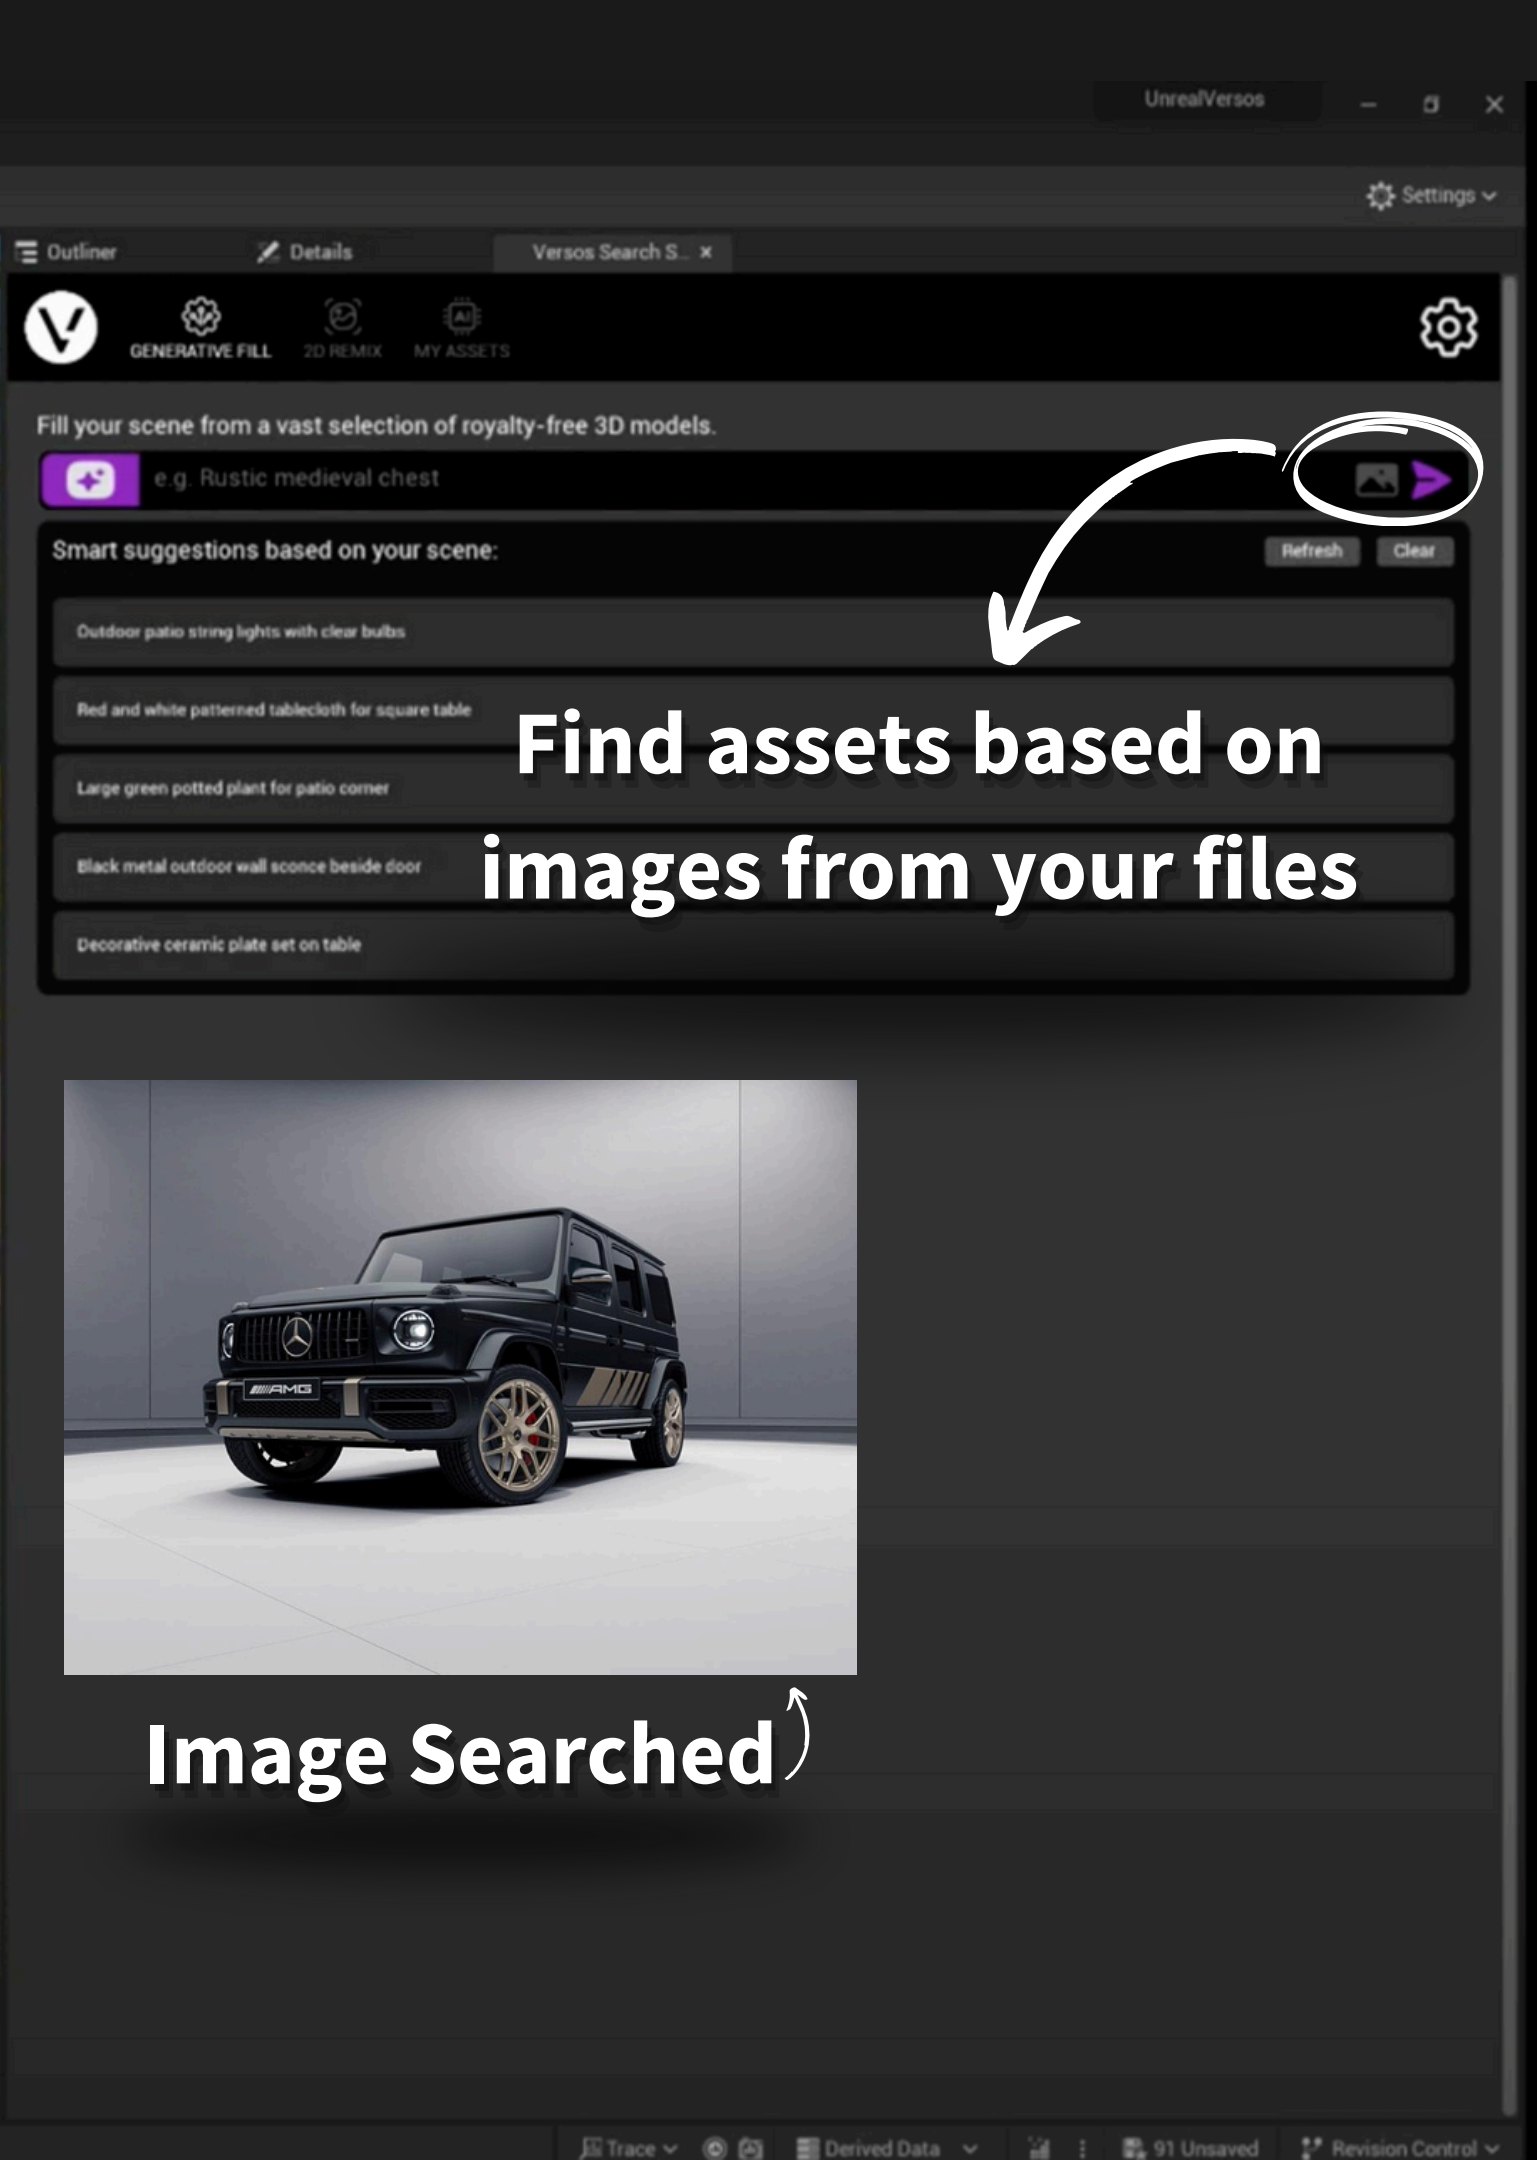 UnrealVersos
Settings
Outliner
Details
Versos Search S...
GENERATIVE FILL
2D REMIX
AI
MY ASSETS
Fill your scene from a vast selection of royalty-free 3D models.
e.g. Rustic medieval chest
Smart suggestions based on your scene:
Refresh
Clear
Outdoor patio string lights with clear bulbs
Red and white patterned tablecloth for square table
Large green potted plant for patio corner
Black metal outdoor wall sconce beside door
Decorative ceramic plate set on table
Find assets based on
images from your files
AMG
Image Searched
Trace
Derived Data
91 Unsaved
Revision Control